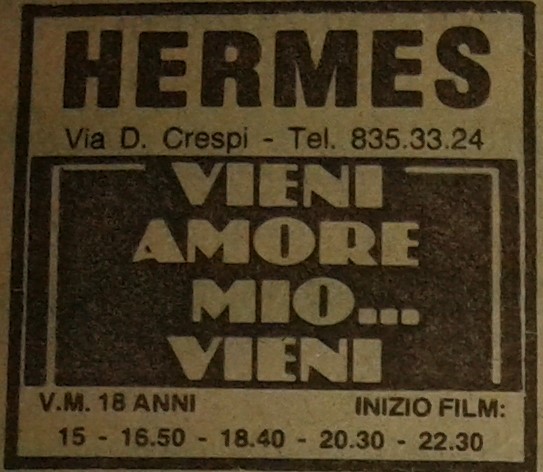 HERMES
Via D. Crespi - Tel. 835.33.24
VIENI
AMORE
MIO...
VIENI
V.M. 18 ANNI INIZIO FILM:
15 - 16.50 - 18.40 - 20.30 - 22.30